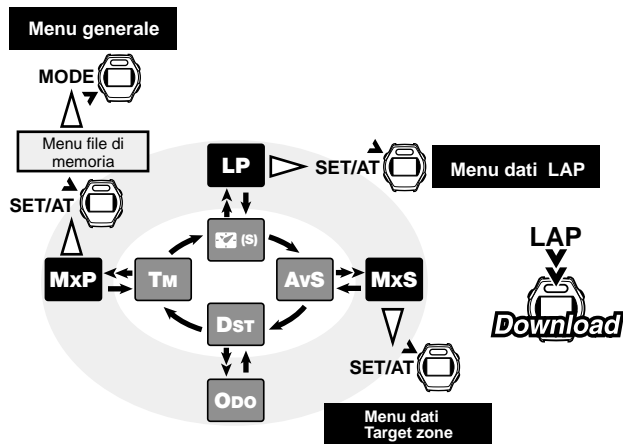 Menu generale
MODE
Menu file di
memoria
SET/AT
LP
SET/AT
Menu dati LAP
(S)
MXP
TM
AVS
MXS
LAP
Download
DST
SET/AT
ODO
Menu dati
Target zone